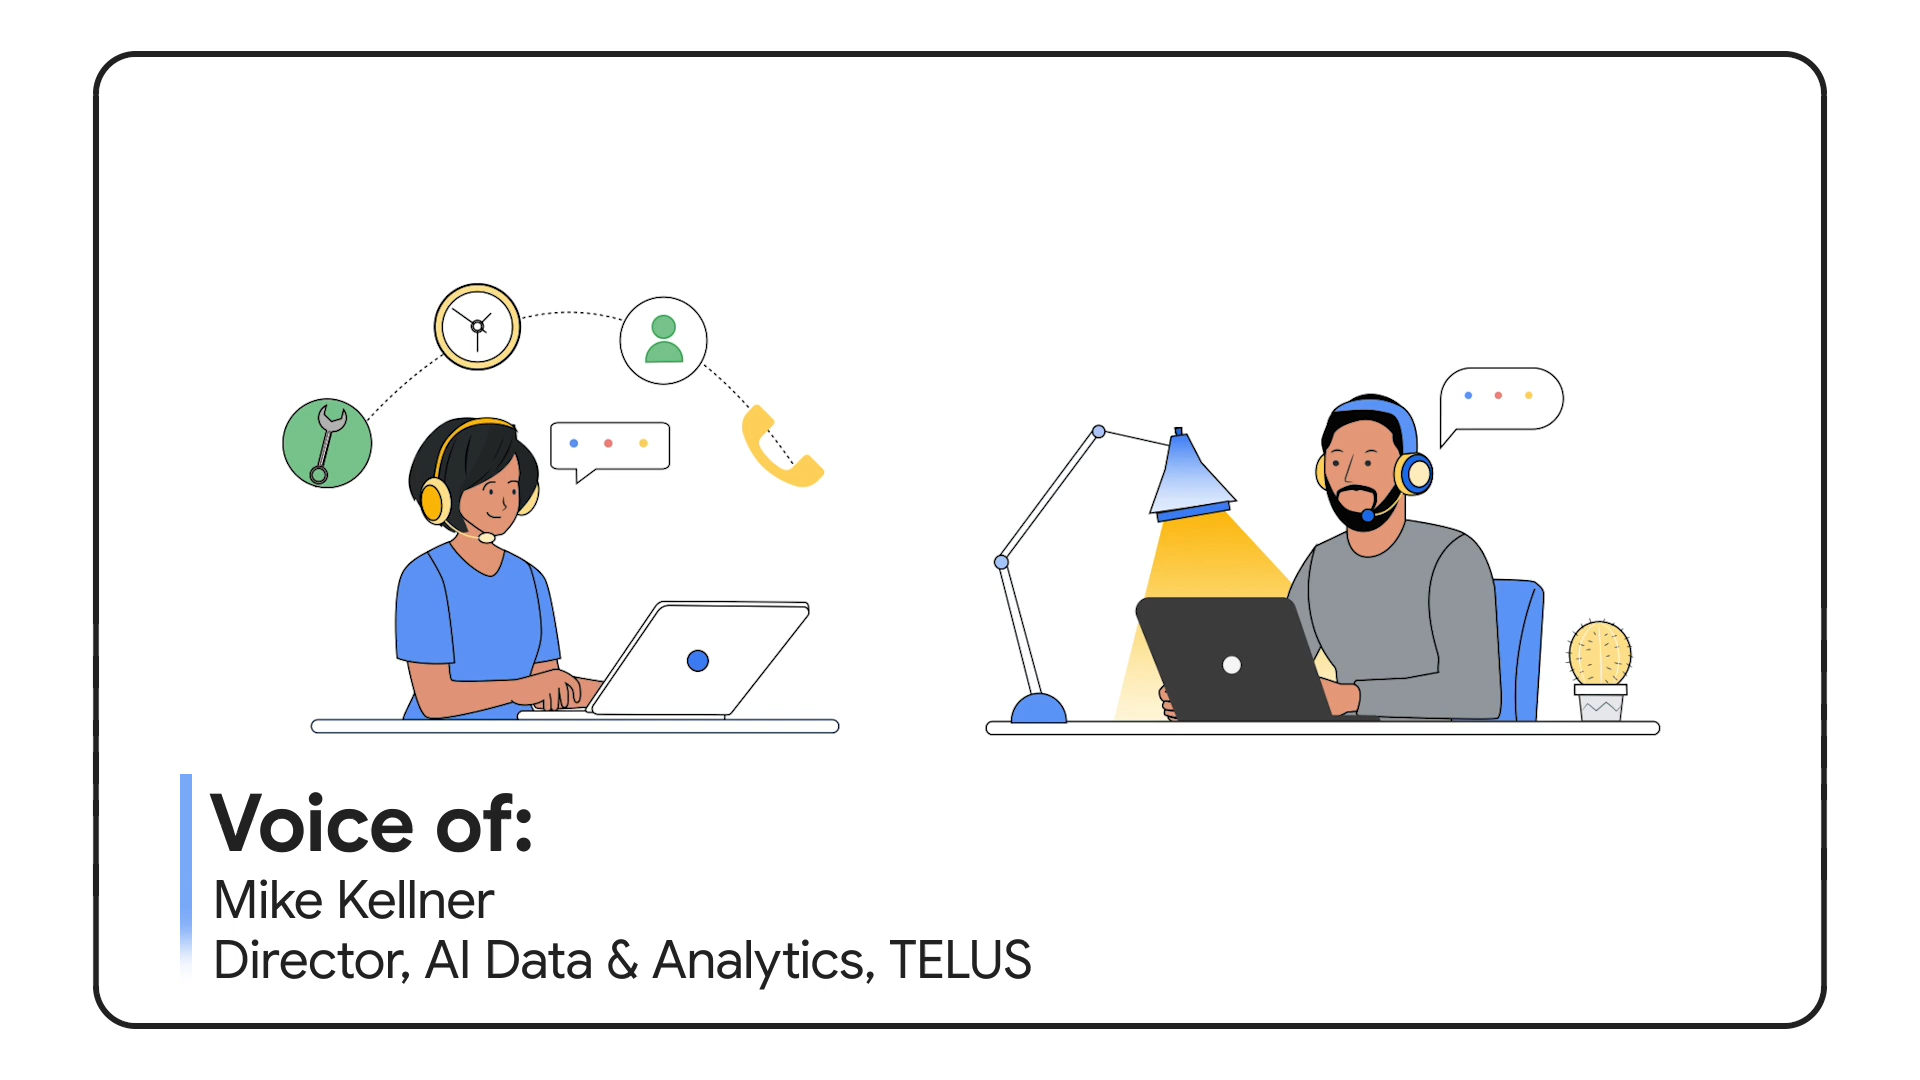 Voice of:
Mike Kellner
Director, AI Data & Analytics, TELUS